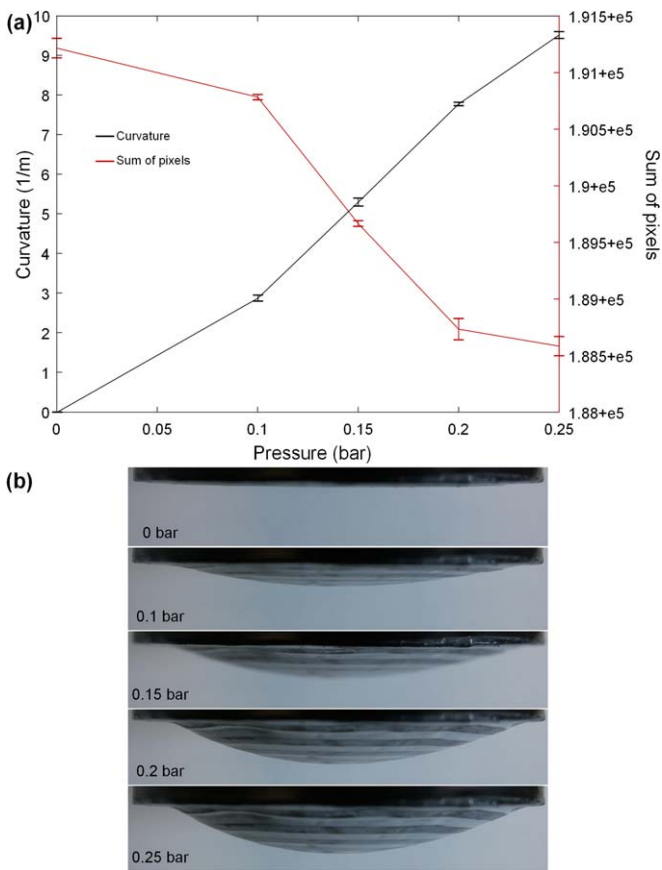 (a)
10
9
8
7
6
5
4
3
2
1
0
Curvature (1/m)
Curvature
Sum of pixels
1.915+e5
1.91+e5
1.905+e5
1.9+e5
1.895+e5
1.89+e5
1.885+e5
1.88+e5
Sum of pixels
0
0.05
0.1
0.15
0.2
0.25
Pressure (bar)
(b)
0 bar
0.1 bar
0.15 bar
0.2 bar
0.25 bar